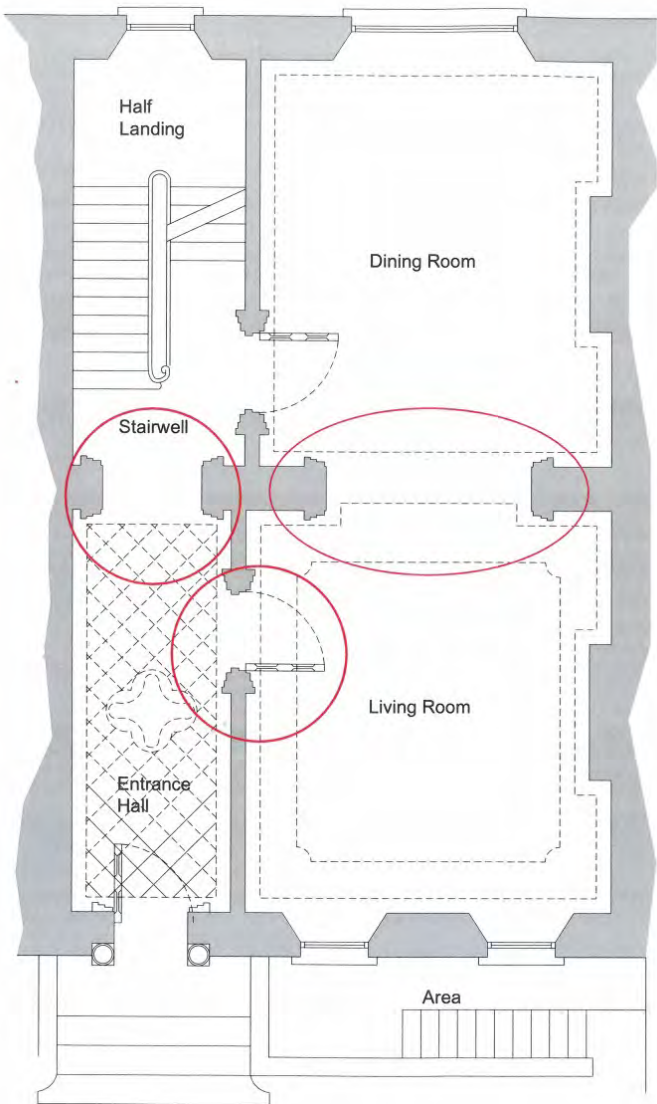 Half
Landing
Dining Room
Stairwell
Living Room
Entrance
Hall
Area